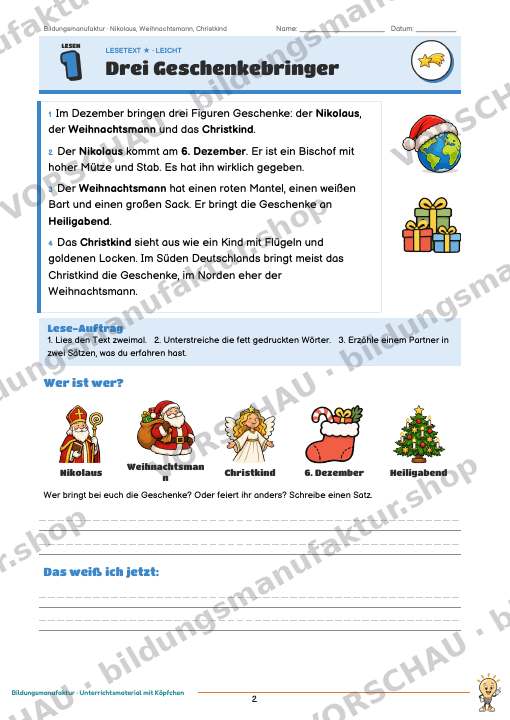 Bildungsmanufaktur · Nikolaus, Weihnachtsmann, Christkind Name: Datum:
LESEN
1
LESETEXT ★ · LEICHT
Drei Geschenkebringer
1 Im Dezember bringen drei Figuren Geschenke: der Nikolaus,
der Weihnachtsmann und das Christkind.
2 Der Nikolaus kommt am 6. Dezember. Er ist ein Bischof mit
hoher Mütze und Stab. Es hat ihn wirklich gegeben.
3 Der Weihnachtsmann hat einen roten Mantel, einen weißen
Bart und einen großen Sack. Er bringt die Geschenke an
Heiligabend.
4 Das Christkind sieht aus wie ein Kind mit Flügeln und
goldenen Locken. Im Süden Deutschlands bringt meist das
Christkind die Geschenke, im Norden eher der
Weihnachtsmann.
Lese-Auftrag
1. Lies den Text zweimal. 2. Unterstreiche die fett gedruckten Wörter. 3. Erzähle einem Partner in
zwei Sätzen, was du erfahren hast.
Wer ist wer?
Nikolaus
Weihnachtsman
n
Christkind
6. Dezember
Heiligabend
Wer bringt bei euch die Geschenke? Oder feiert ihr anders? Schreibe einen Satz.
Das weiß ich jetzt:
Bildungsmanufaktur · Unterrichtsmaterial mit Köpfchen
2
VORSCHAU · bildungsmanufaktur.shop